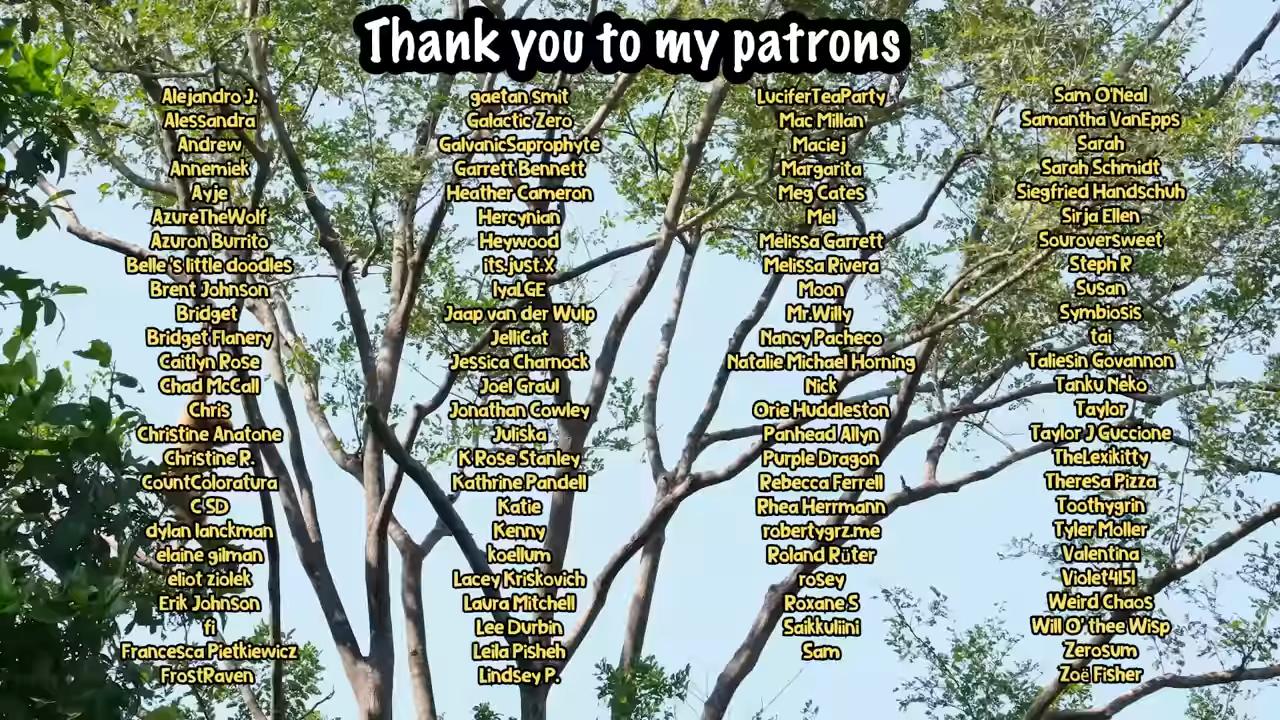 Thank you to my patrons
Alejandro J.
Alessandra
Andrew
Annemiek
Ayje
AzureTheWolf
Azuron Burrito
Belle's little doodles
Brent Johnson
Bridget
Bridget Flanery
Caitlyn Rose
Chad McCall
Chris
Christine Anatone
Christine R.
CountColoratura
C SD
dylan lanckman
elaine gilman
eliot ziolek
Erik Johnson
fi
Francesca Pietkiewicz
FrostRaven
gaetan smit
Galactic Zero
GalvanicSaprophyte
Garrett Bennett
Heather Cameron
Hercynian
Heywood
its.just.X
IyaLGE
Jaap van der Wulp
JelliCat
Jessica Charnock
Joel Graul
Jonathan Cowley
Juliska
K Rose Stanley
Kathrine Pandell
Katie
Kenny
koellum
Lacey Kriskovich
Laura Mitchell
Lee Durbin
Leila Pisheh
Lindsey P.
LuciferTeaParty
Mac Millan
Maciej
Margarita
Meg Cates
Mel
Melissa Garrett
Melissa Rivera
Moon
Mr.Willy
Nancy Pacheco
Natalie Michael Horning
Nick
Orie Huddleston
Panhead Allyn
Purple Dragon
Rebecca Ferrell
Rhea Herrmann
robertygrz.me
Roland Rüter
rosey
Roxane S
Saikkuliini
Sam
Sam O'Neal
Samantha VanEpps
Sarah
Sarah Schmidt
Siegfried Handschuh
Sirja Ellen
Souroversweet
Steph R
Susan
Symbiosis
tai
Taliesin Govannon
Tanku Neko
Taylor
Taylor J Guccione
TheLexikitty
Theresa Pizza
Toothygrin
Tyler Moller
Valentina
Violet4151
Weird Chaos
Will O' thee Wisp
Zerosum
Zoë Fisher